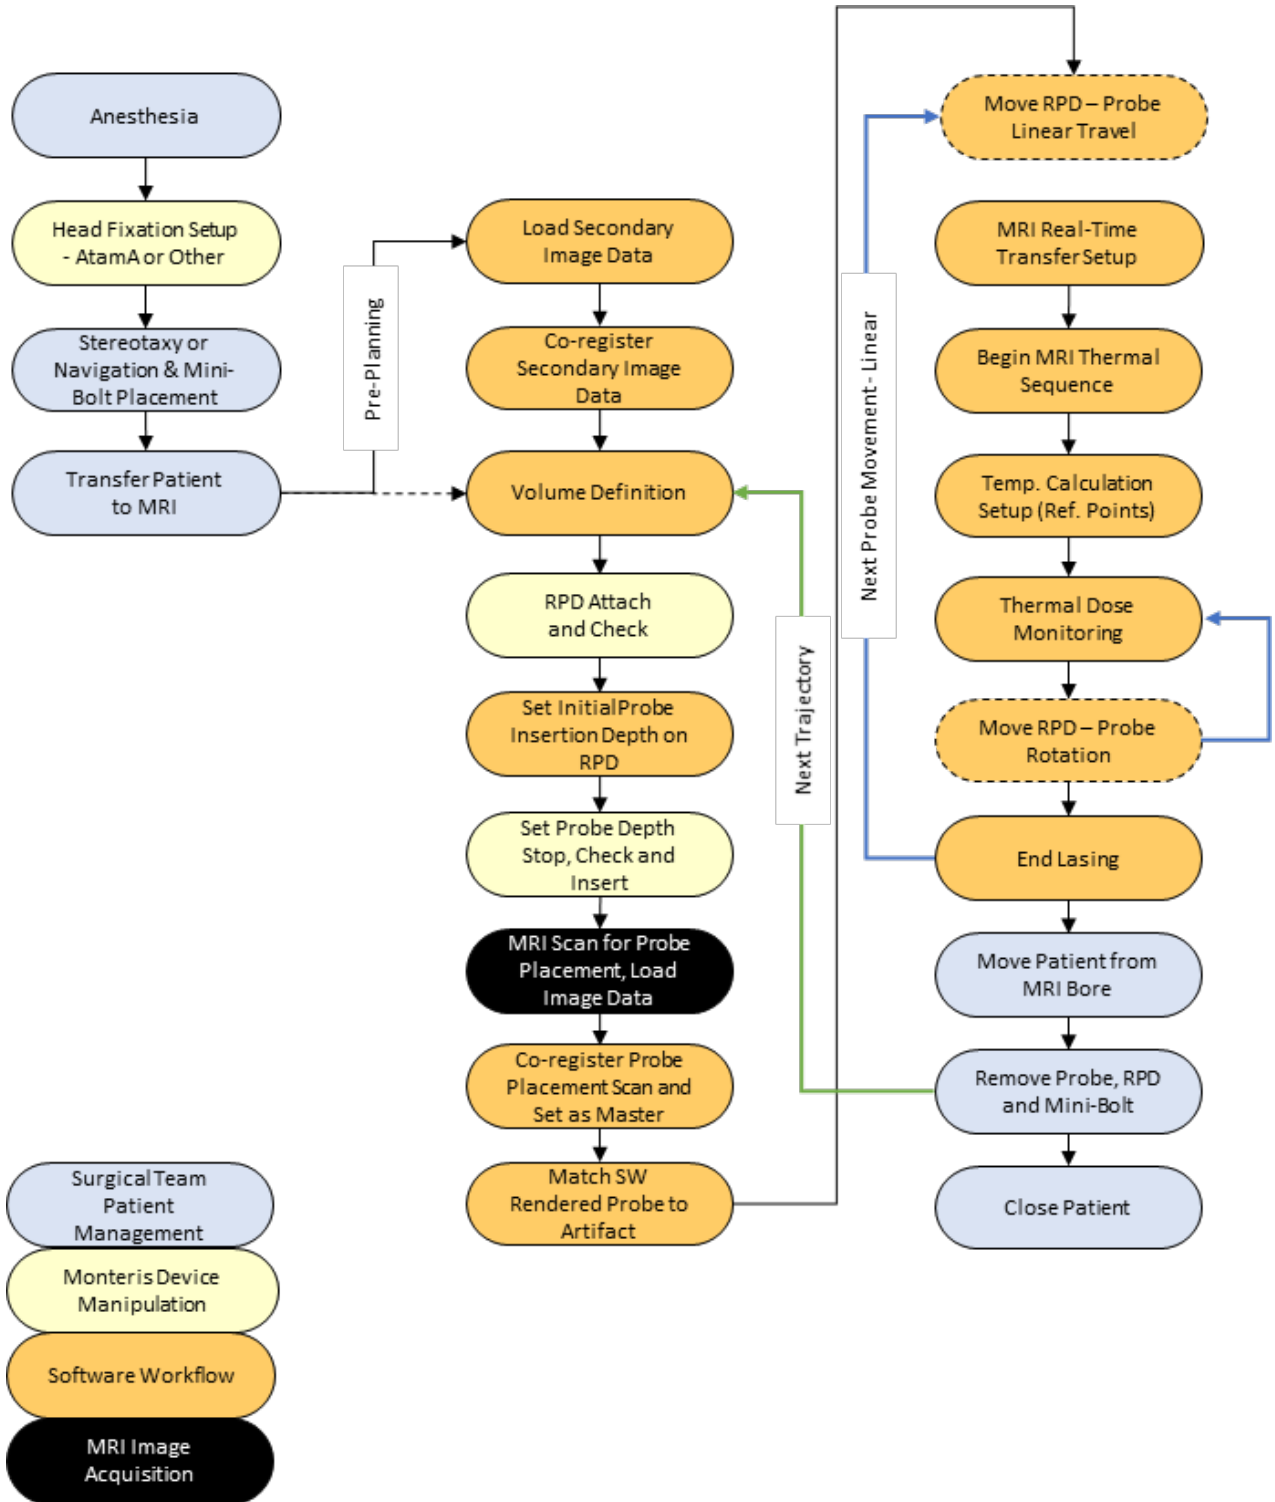 Anesthesia
Head Fixation Setup
- AtamA or Other
Stereotaxy or
Navigation & Mini-
Bolt Placement
Transfer Patient
to MRI
Pre-Planning
Load Secondary
Image Data
Co-register
Secondary Image
Data
Volume Definition
RPD Attach
and Check
Set Initial Probe
Insertion Depth on
RPD
Set Probe Depth
Stop, Check and
Insert
MRI Scan for Probe
Placement, Load
Image Data
Co-register Probe
Placement Scan and
Set as Master
Match SW
Rendered Probe to
Artifact
Next Trajectory
Next Probe Movement - Linear
Move RPD – Probe
Linear Travel
MRI Real-Time
Transfer Setup
Begin MRI Thermal
Sequence
Temp. Calculation
Setup (Ref. Points)
Thermal Dose
Monitoring
Move RPD – Probe
Rotation
End Lasing
Move Patient from
MRI Bore
Remove Probe, RPD
and Mini-Bolt
Close Patient
Surgical Team
Patient
Management
Monteris Device
Manipulation
Software Workflow
MRI Image
Acquisition